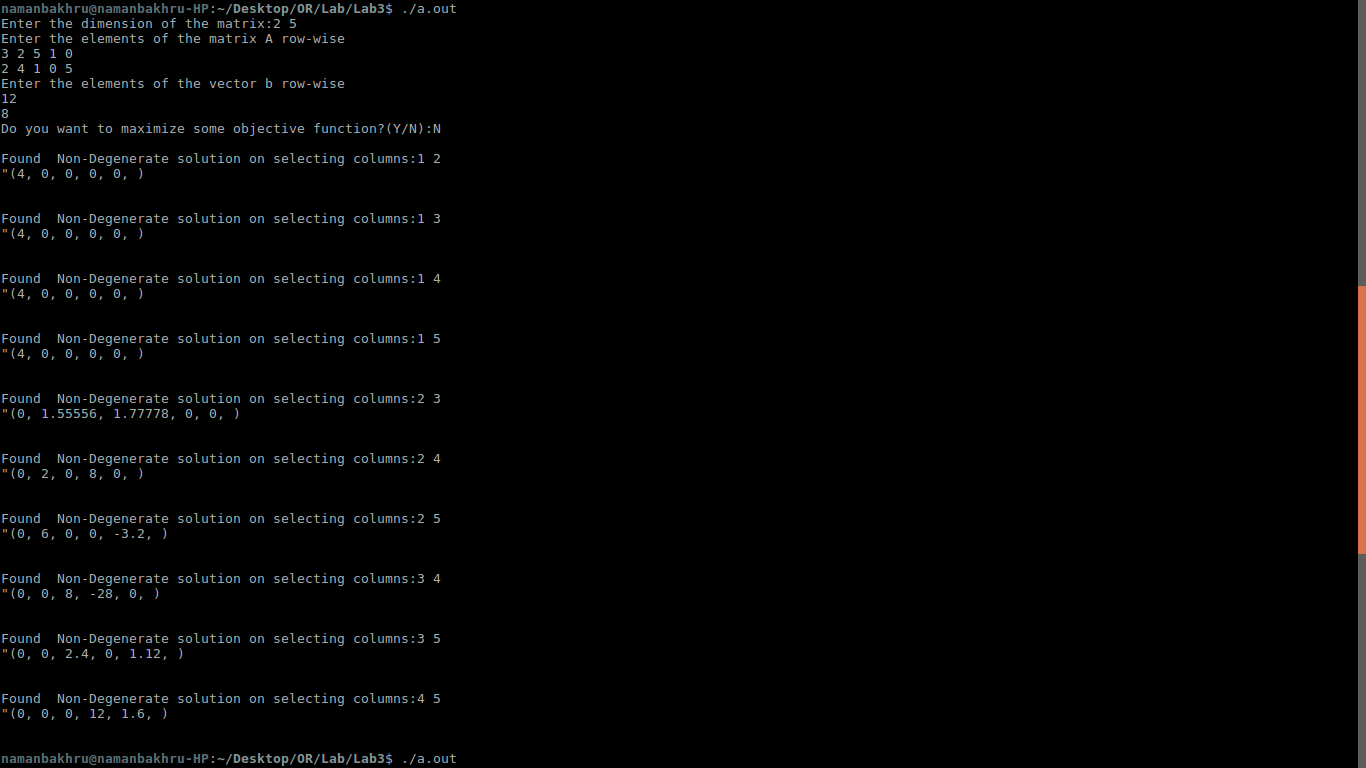 namanbakhru@namanbakhru-HP:~/Desktop/OR/Lab/Lab3$ ./a.out
Enter the dimension of the matrix:2 5
Enter the elements of the matrix A row-wise
3 2 5 1 0
2 4 1 0 5
Enter the elements of the vector b row-wise
12
8
Do you want to maximize some objective function?(Y/N):N
Found  Non-Degenerate solution on selecting columns:1 2
"(4, 0, 0, 0, 0, )
Found  Non-Degenerate solution on selecting columns:1 3
"(4, 0, 0, 0, 0, )
Found  Non-Degenerate solution on selecting columns:1 4
"(4, 0, 0, 0, 0, )
Found  Non-Degenerate solution on selecting columns:1 5
"(4, 0, 0, 0, 0, )
Found  Non-Degenerate solution on selecting columns:2 3
"(0, 1.55556, 1.77778, 0, 0, )
Found  Non-Degenerate solution on selecting columns:2 4
"(0, 2, 0, 8, 0, )
Found  Non-Degenerate solution on selecting columns:2 5
"(0, 6, 0, 0, -3.2, )
Found  Non-Degenerate solution on selecting columns:3 4
"(0, 0, 8, -28, 0, )
Found  Non-Degenerate solution on selecting columns:3 5
"(0, 0, 2.4, 0, 1.12, )
Found  Non-Degenerate solution on selecting columns:4 5
"(0, 0, 0, 12, 1.6, )
namanbakhru@namanbakhru-HP:~/Desktop/OR/Lab/Lab3$ ./a.out